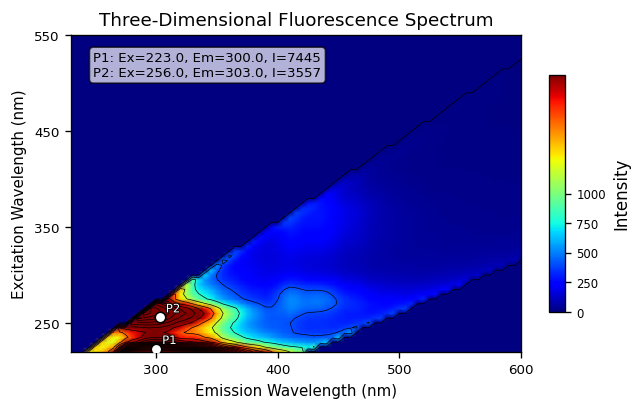 Three-Dimensional Fluorescence Spectrum
P1: Ex=223.0, Em=300.0, I=7445
P2: Ex=256.0, Em=303.0, I=3557
550
450
350
250
Excitation Wavelength (nm)
P2
P1
300
400
500
600
Emission Wavelength (nm)
1000
750
500
250
0
Intensity